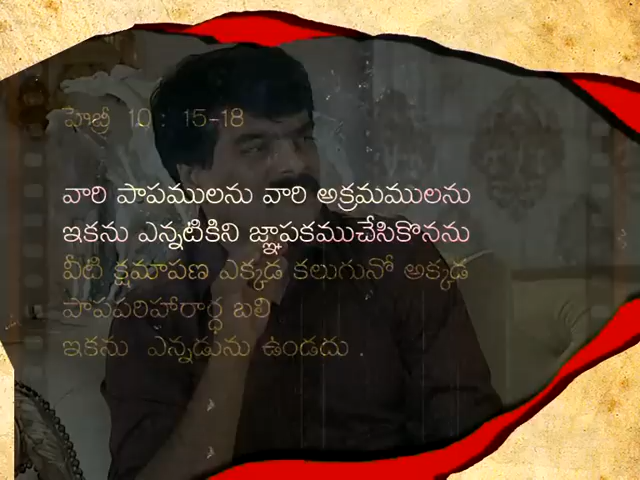 హెబ్రీ 10 : 15-18
వారి పాపములను వారి అక్రమములను
ఇకను ఎన్నటికిని జ్ఞాపకముచేసికొనను
వీటి క్షమాపణ ఎక్కడ కలుగునో అక్కడ
పాపపరిహారార్ధ బలి
ఇకను ఎన్నడును ఉండదు .